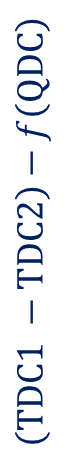 (TDC1 − TDC2) − f(QDC)